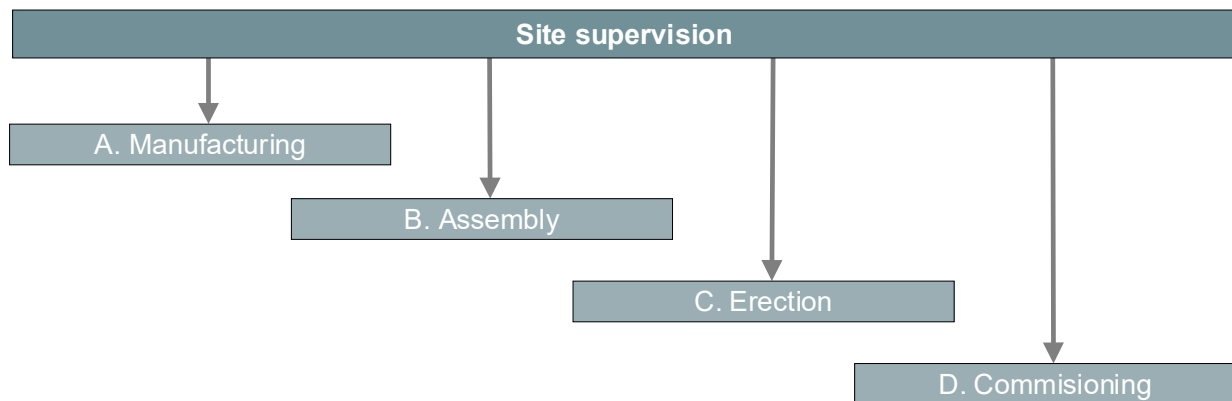 Site supervision
A. Manufacturing
B. Assembly
C. Erection
D. Commisioning